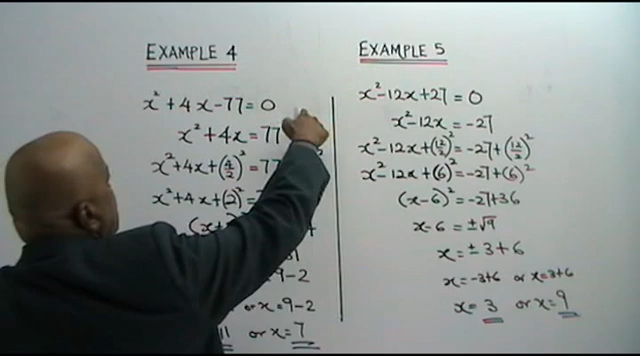 EXAMPLE 4
x² + 4x - 77 = 0
x² + 4x = 77
x² + 4x + (4/2)² = 77
x² + 4x + (2)² =
(x +
= 9 - 2
or x = 9 - 2
or x = 7
EXAMPLE 5
x² - 12x + 27 = 0
x² - 12x = -27
x² - 12x + (12/2)² = -27 + (12/2)²
x² - 12x + (6)² = -27 + (6)²
(x - 6)² = -27 + 36
x - 6 = ±√9
x = ±3 + 6
x = -3 + 6 or x = 3 + 6
x = 3 or x = 9